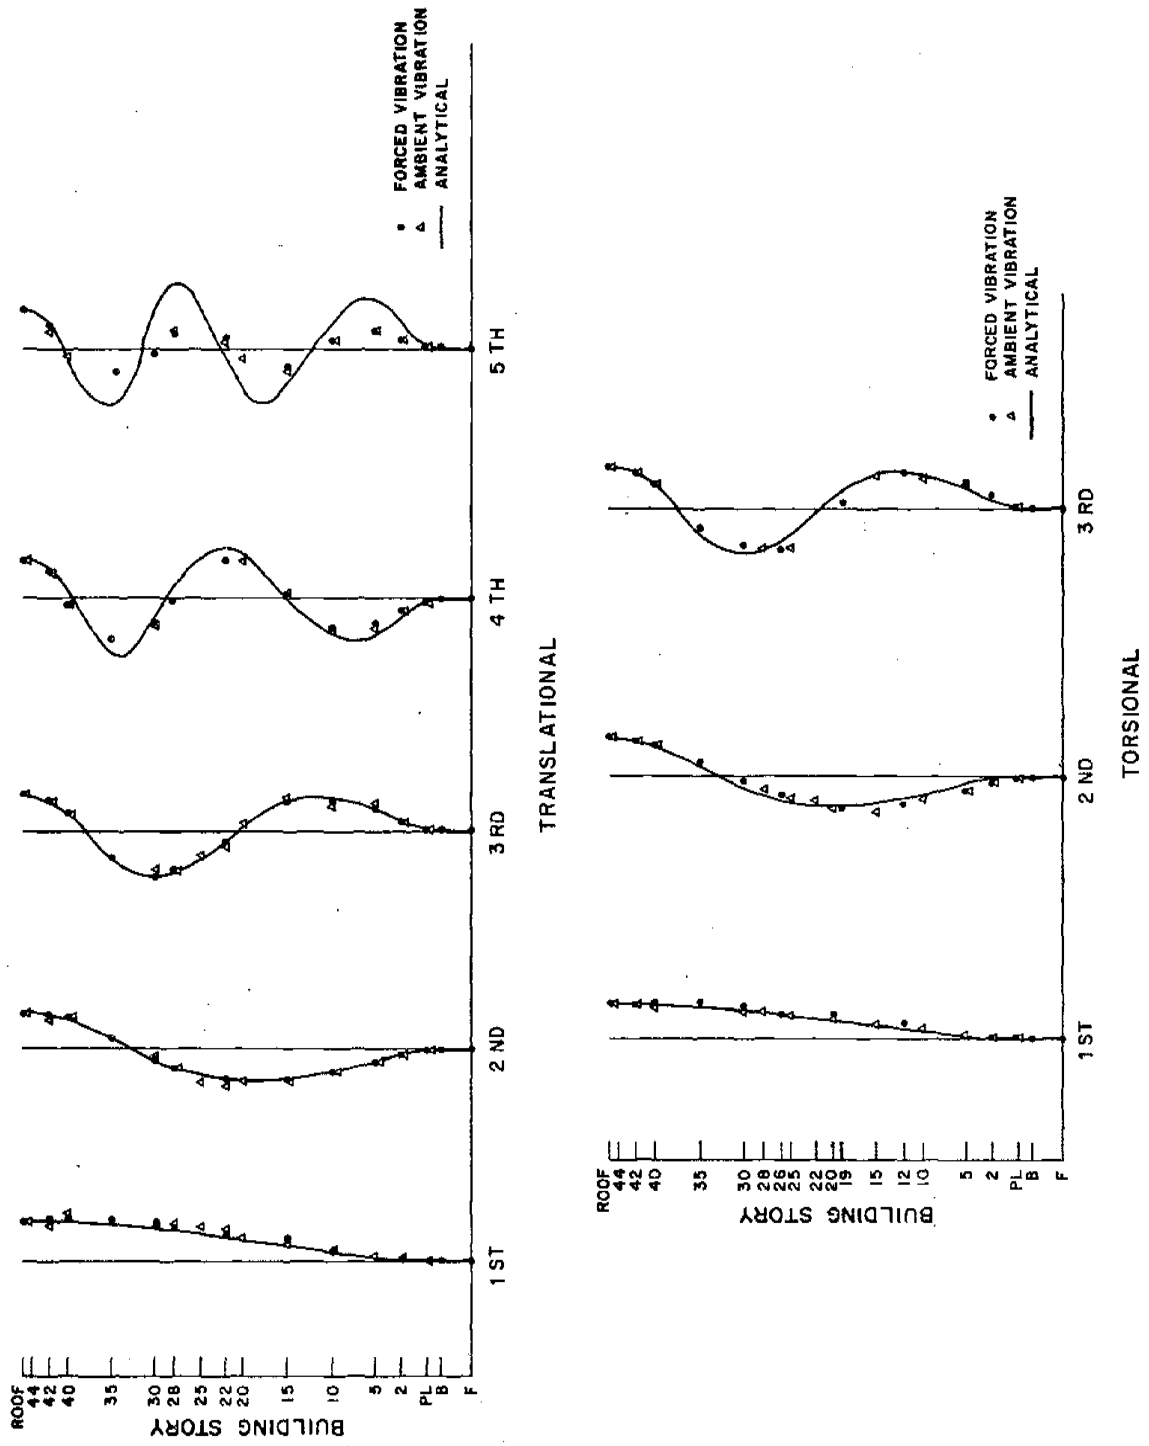 ROOF
44
42
40
35
30
28
25
22
20
15
10
5
2
PL
B
F
BUILDING STORY
1 ST
2 ND
3 RD
4 TH
5 TH
FORCED VIBRATION
AMBIENT VIBRATION
ANALYTICAL
TRANSLATIONAL
ROOF
44
42
40
35
30
28
26
25
22
20
19
15
12
10
5
2
PL
B
F
BUILDING STORY
1 ST
2 ND
3 RD
FORCED VIBRATION
AMBIENT VIBRATION
ANALYTICAL
TORSIONAL